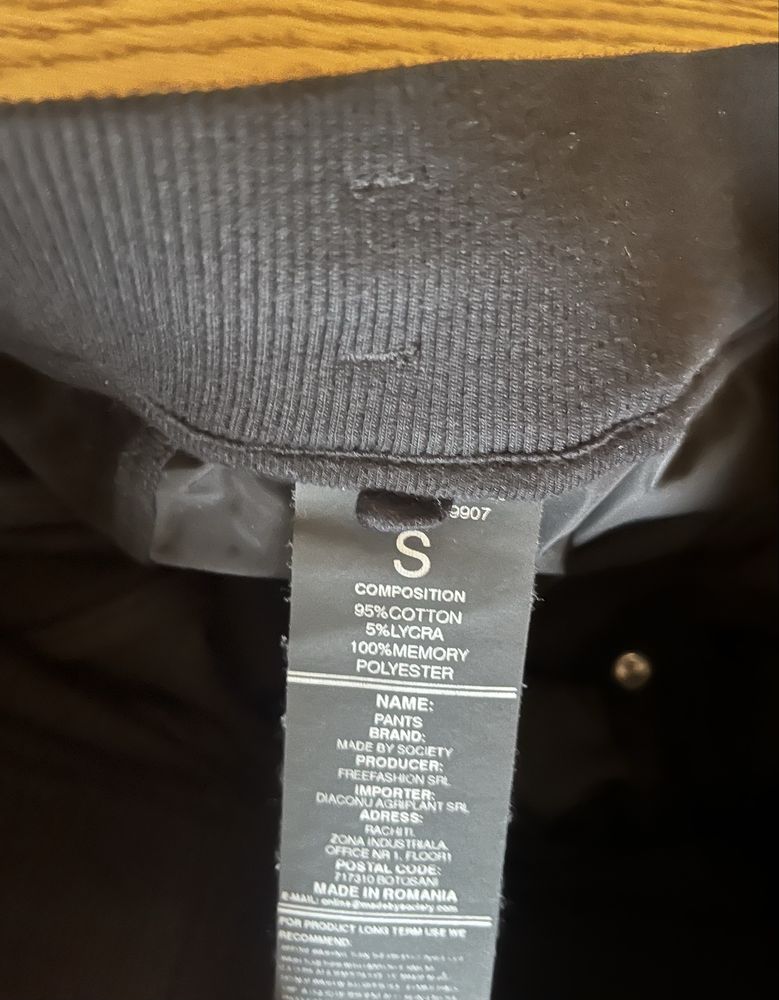 9907
S
COMPOSITION
95%COTTON
5%LYCRA
100%MEMORY
POLYESTER
NAME:
PANTS
BRAND:
MADE BY SOCIETY
PRODUCER:
FREEFASHION SRL
IMPORTER:
DIACONU AGRIPLANT SRL
ADRESS:
RACHITI,
ZONA INDUSTRIALA,
OFFICE NR 1, FLOOR1
POSTAL CODE:
717310 BOTOSANI
MADE IN ROMANIA
E-MAIL: online@madebysociety.com
FOR PRODUCT LONG TERM USE WE
RECOMMEND: